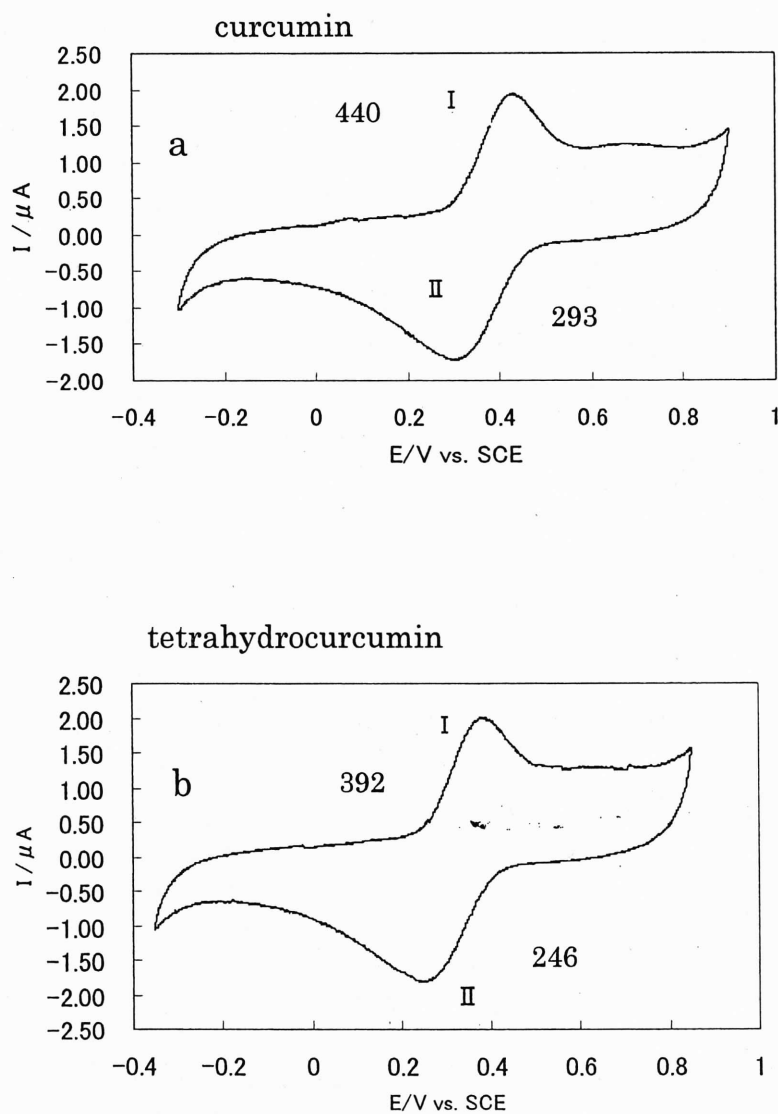 curcumin
2.50
2.00
1.50
1.00
0.50
0.00
−0.50
−1.00
−1.50
−2.00
I / μA
a
440
I
II
293
−0.4 −0.2 0 0.2 0.4 0.6 0.8 1
E/V vs. SCE
tetrahydrocurcumin
2.50
2.00
1.50
1.00
0.50
0.00
−0.50
−1.00
−1.50
−2.00
−2.50
I / μA
b
392
I
246
II
−0.4 −0.2 0 0.2 0.4 0.6 0.8 1
E/V vs. SCE